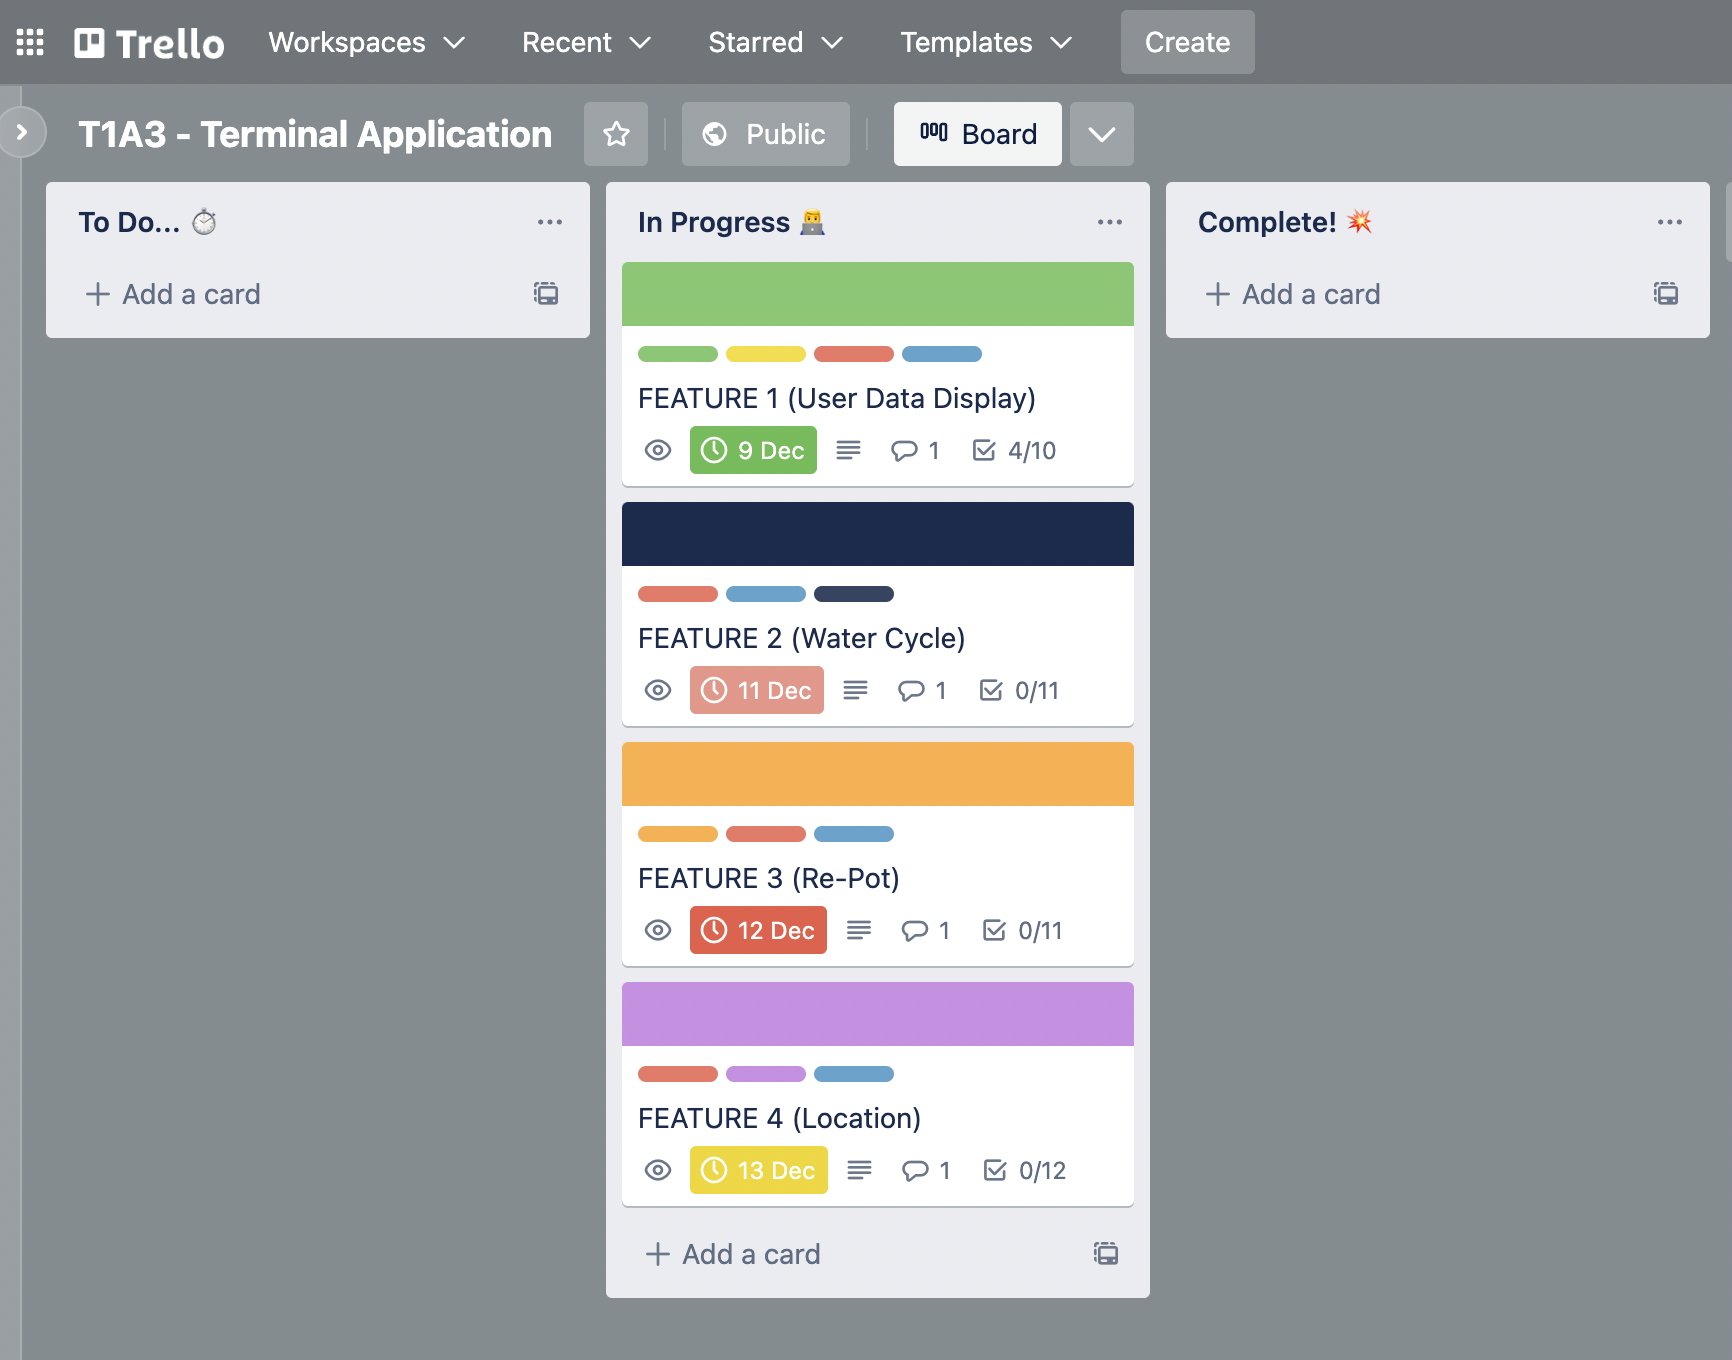 Trello Workspaces Recent Starred Templates Create
T1A3 - Terminal Application Public Board
To Do... ⏱️
Add a card
In Progress 👨‍💻
FEATURE 1 (User Data Display)
9 Dec 1 4/10
FEATURE 2 (Water Cycle)
11 Dec 1 0/11
FEATURE 3 (Re-Pot)
12 Dec 1 0/11
FEATURE 4 (Location)
13 Dec 1 0/12
Add a card
Complete! 💥
Add a card